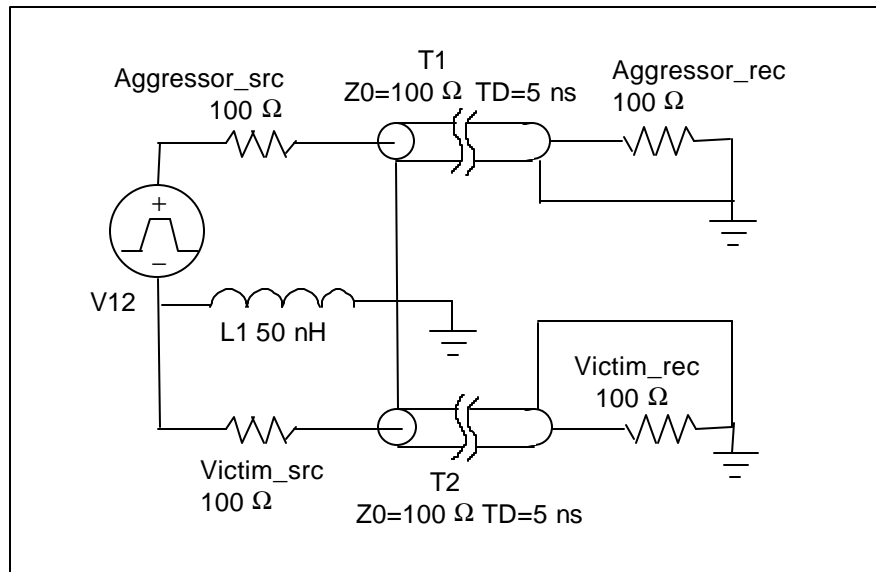 Aggressor_src
100 Ω
T1
Z0=100 Ω TD=5 ns
Aggressor_rec
100 Ω
+
−
V12
L1 50 nH
Victim_rec
100 Ω
Victim_src
100 Ω
T2
Z0=100 Ω TD=5 ns